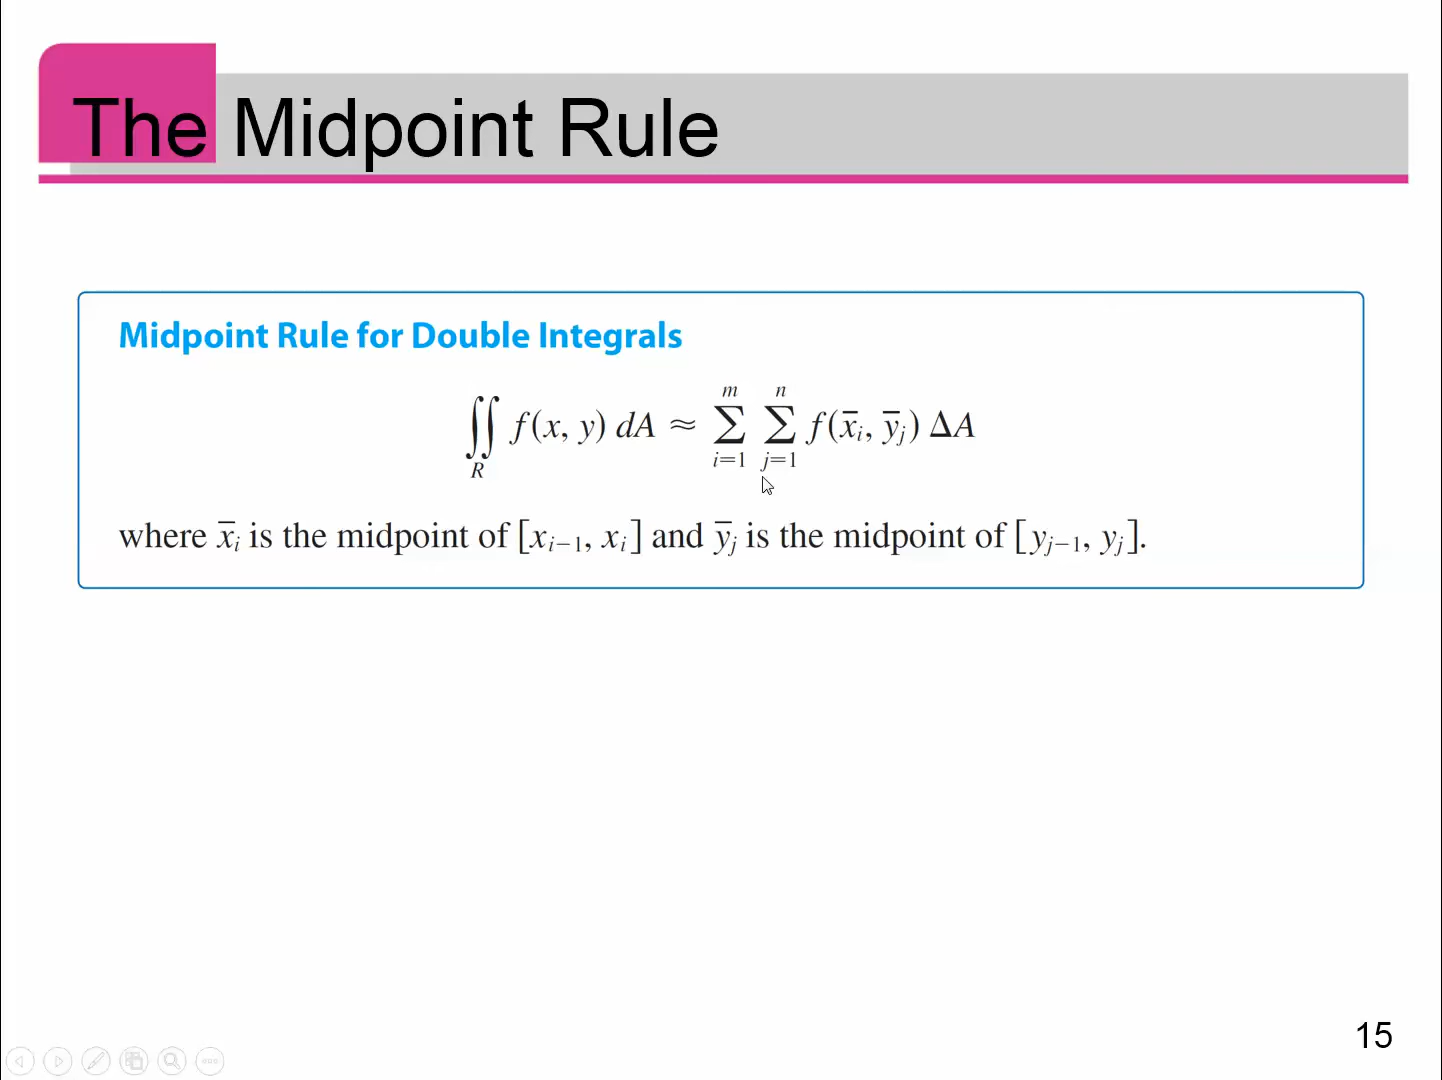 The Midpoint Rule
Midpoint Rule for Double Integrals
∬_R f(x, y) dA ≈ ∑_{i=1}^{m} ∑_{j=1}^{n} f(x̄_i, ȳ_j) ΔA
where x̄_i is the midpoint of [x_{i−1}, x_i] and ȳ_j is the midpoint of [y_{j−1}, y_j].
15